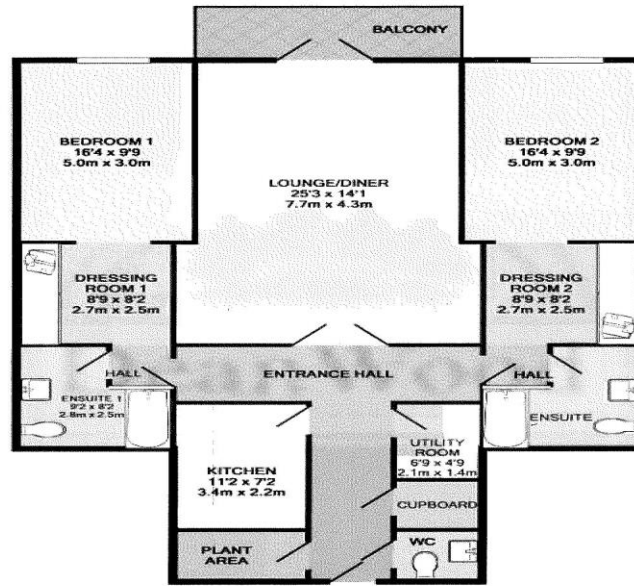 BALCONY
BEDROOM 1
16'4 x 9'9
5.0m x 3.0m
LOUNGE/DINER
25'3 x 14'1
7.7m x 4.3m
BEDROOM 2
16'4 x 9'9
5.0m x 3.0m
DRESSING
ROOM 1
8'9 x 8'2
2.7m x 2.5m
DRESSING
ROOM 2
8'9 x 8'2
2.7m x 2.5m
HALL
ENTRANCE HALL
HALL
ENSUITE 1
9'2 x 8'2
2.8m x 2.5m
ENSUITE
KITCHEN
11'2 x 7'2
3.4m x 2.2m
UTILITY
ROOM
6'9 x 4'9
2.1m x 1.4m
CUPBOARD
PLANT
AREA
WC